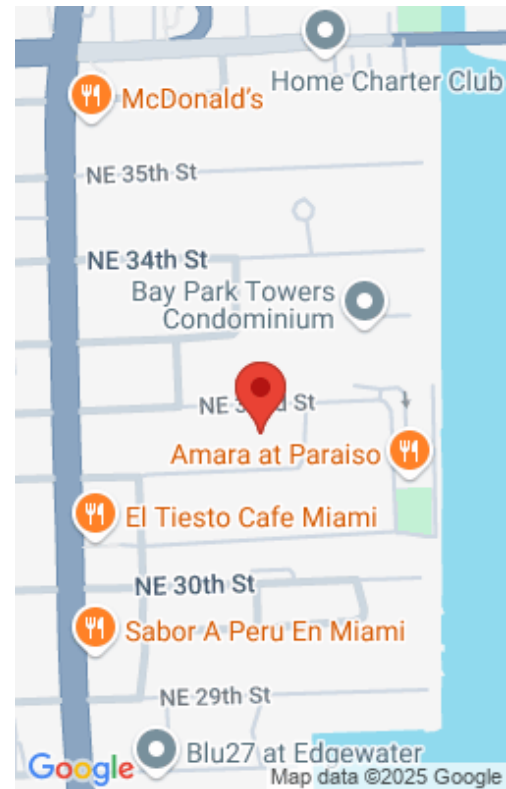 Home Charter Club
McDonald's
NE 35th St
NE 34th St
Bay Park Towers
Condominium
NE St
Amara at Paraiso
El Tiesto Cafe Miami
NE 30th St
Sabor A Peru En Miami
NE 29th St
Blu27 at Edgewater
Google
Map data ©2025 Google